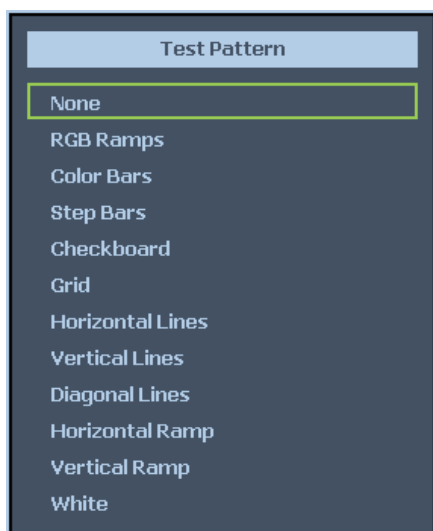 Test Pattern
None
RGB Ramps
Color Bars
Step Bars
Checkboard
Grid
Horizontal Lines
Vertical Lines
Diagonal Lines
Horizontal Ramp
Vertical Ramp
White